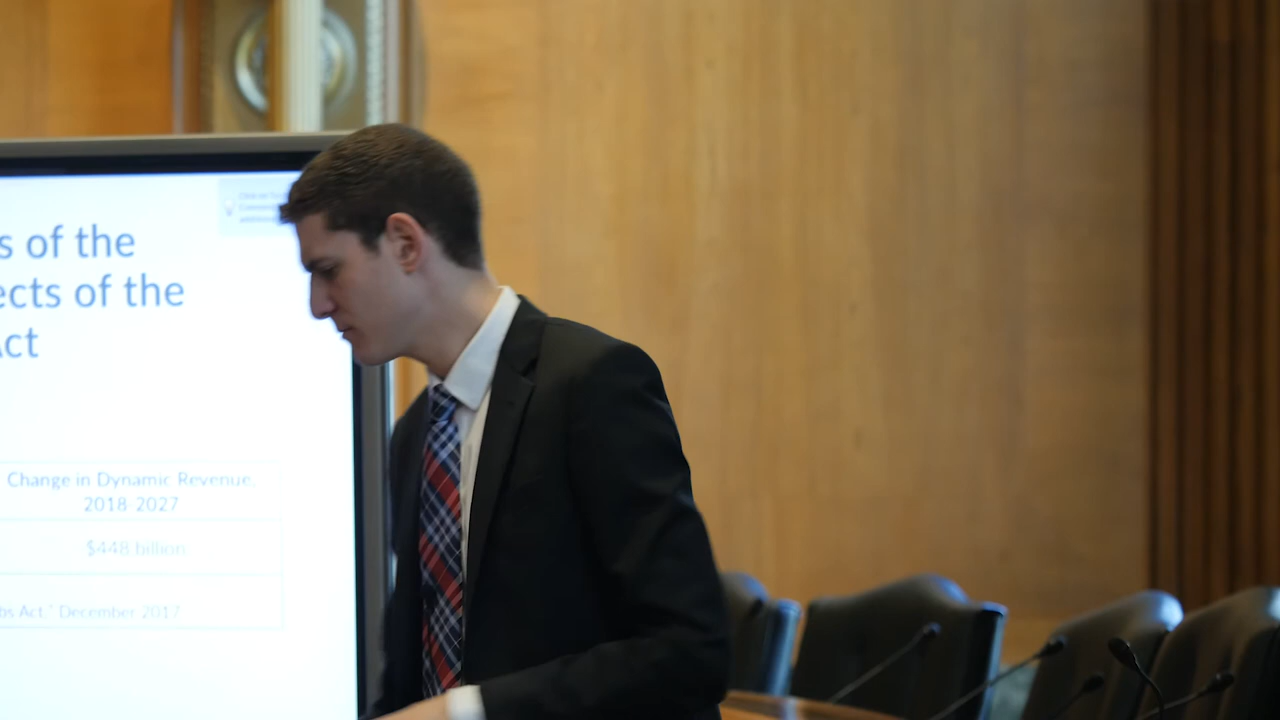 s of the
ects of the
Act
Change in Dynamic Revenue,
2018-2027
$448 billion
bs Act." December 2017